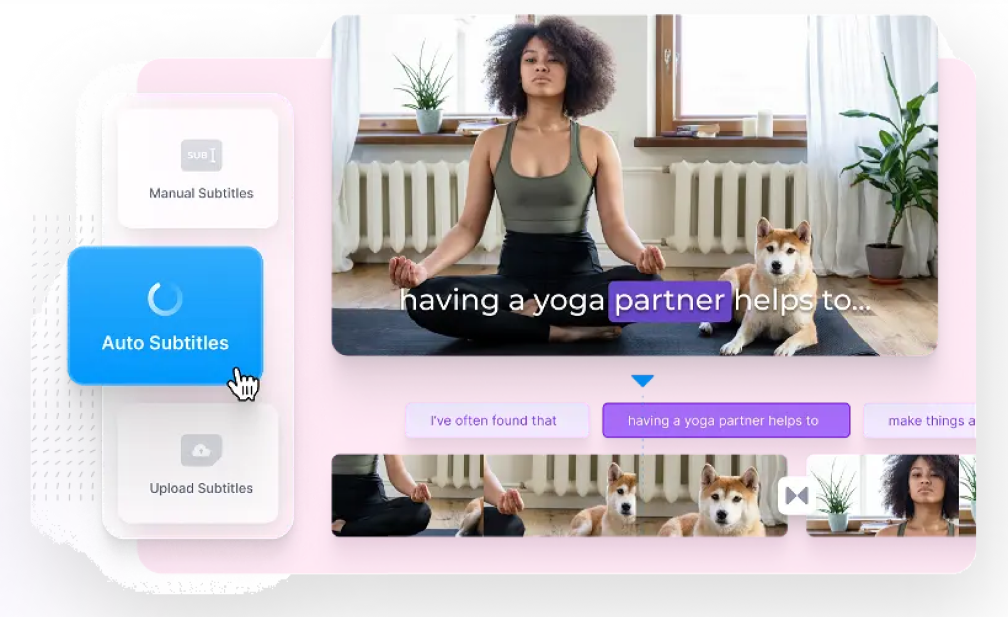 SUB
Manual Subtitles
Auto Subtitles
Upload Subtitles
having a yoga partner helps to...
I've often found that
having a yoga partner helps to
make things a